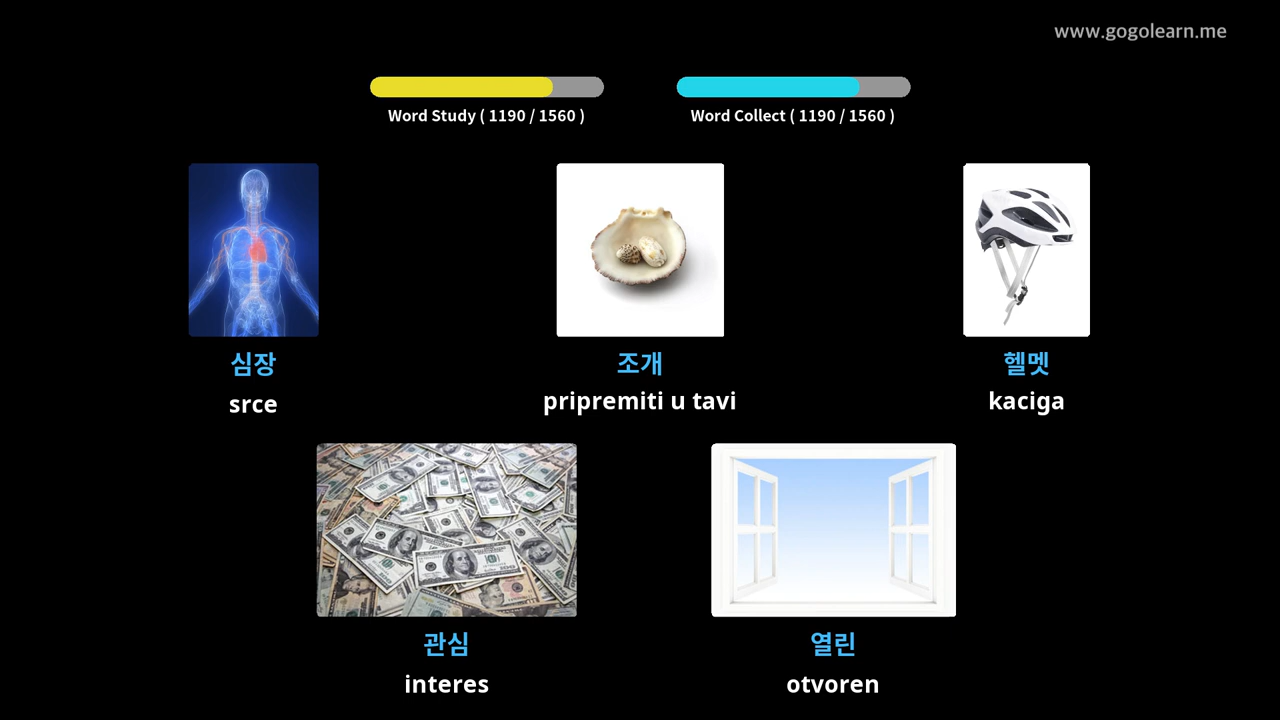 www.gogolearn.me
Word Study ( 1190 / 1560 )
Word Collect ( 1190 / 1560 )
심장
srce
조개
pripremiti u tavi
헬멧
kaciga
관심
interes
열린
otvoren